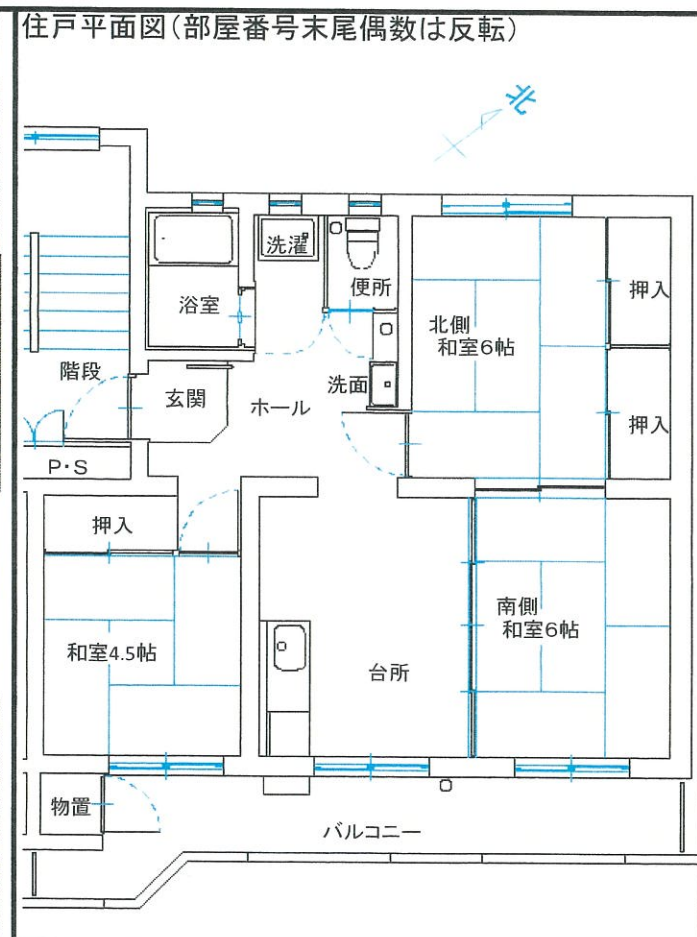 住戸平面図(部屋番号末尾偶数は反転)
北
洗濯
便所
浴室
押入
北側
和室6帖
階段
玄関
洗面
ホール
押入
P・S
押入
南側
和室6帖
和室4.5帖
台所
物置
バルコニー